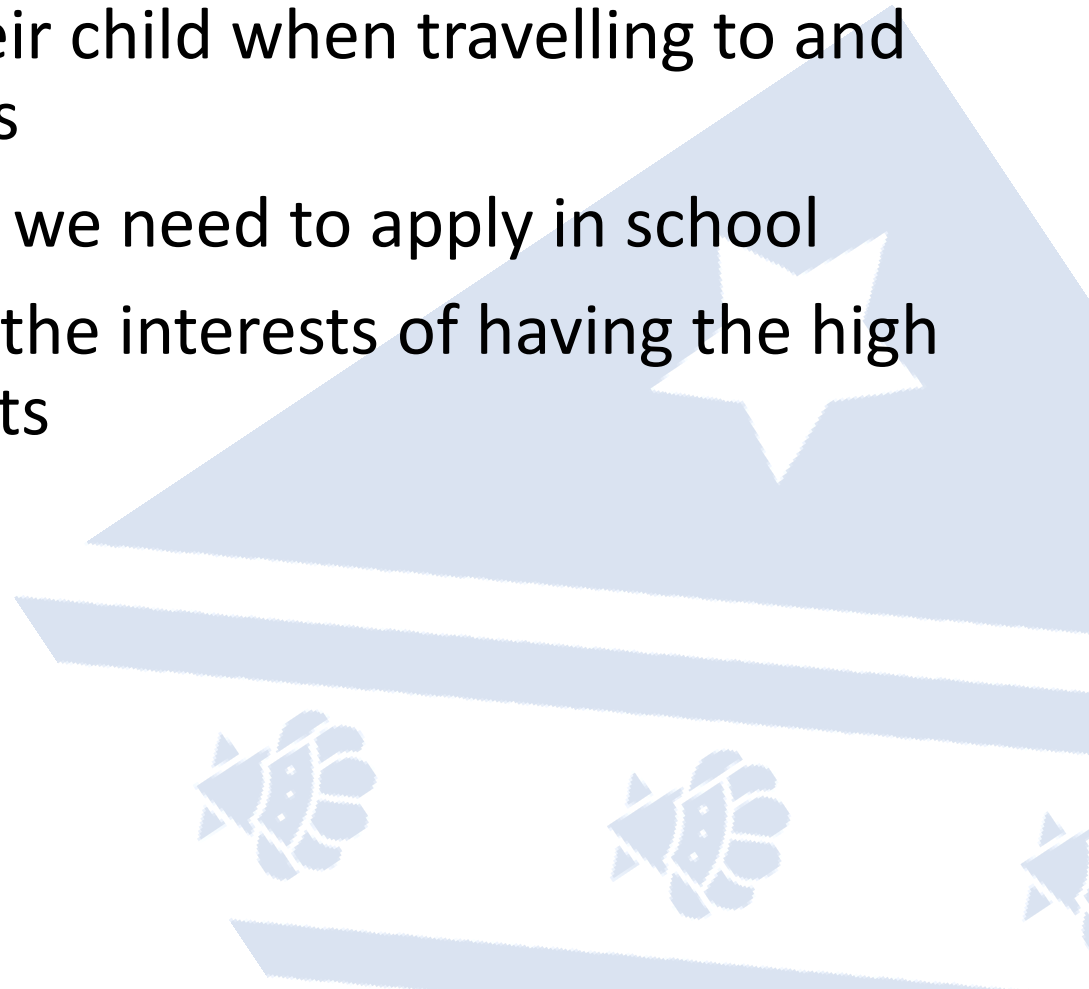 eir child when travelling to and
s
we need to apply in school
the interests of having the high
ts